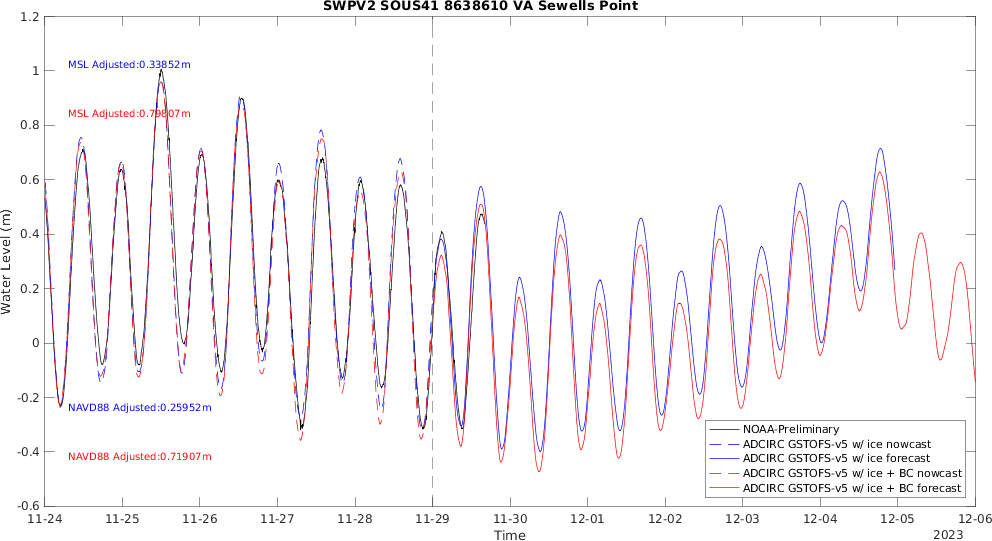 SWPV2 SOUS41 8638610 VA Sewells Point
1.2
1
0.8
0.6
0.4
0.2
0
-0.2
-0.4
-0.6
Water Level (m)
MSL Adjusted:0.33852m
MSL Adjusted:0.79807m
NAVD88 Adjusted:0.25952m
NAVD88 Adjusted:0.71907m
NOAA-Preliminary
ADCIRC GSTOFS-v5 w/ ice nowcast
ADCIRC GSTOFS-v5 w/ ice forecast
ADCIRC GSTOFS-v5 w/ ice + BC nowcast
ADCIRC GSTOFS-v5 w/ ice + BC forecast
11-24 11-25 11-26 11-27 11-28 11-29 11-30 12-01 12-02 12-03 12-04 12-05 12-06
Time
2023